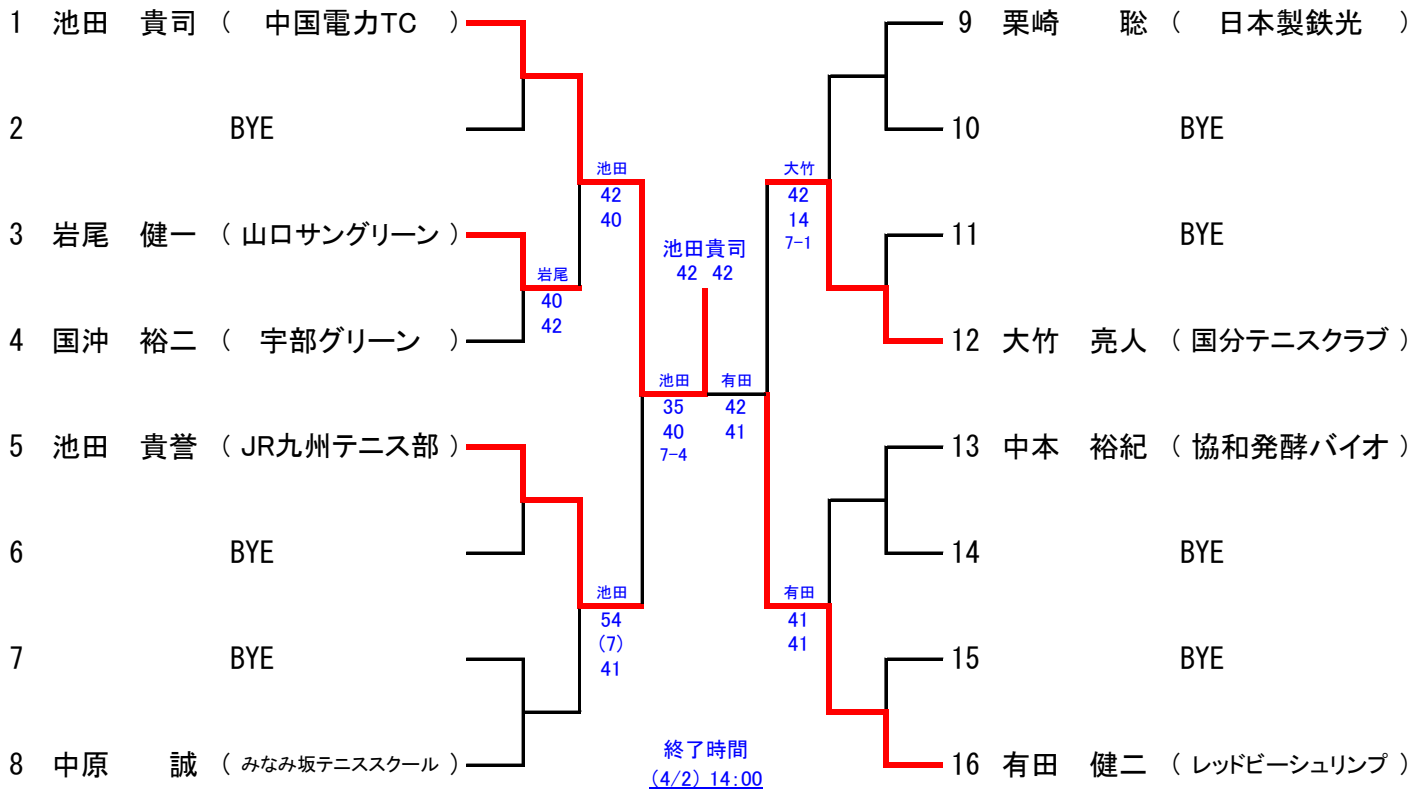 1 池田 貴司 ( 中国電力TC )
2 BYE
池田
42
40
3 岩尾 健一 ( 山口サングリーン )
岩尾
40
42
4 国沖 裕二 ( 宇部グリーン )
池田
35
40
7-4
5 池田 貴誉 ( JR九州テニス部 )
6 BYE
池田
54
(7)
41
7 BYE
8 中原 誠 ( みなみ坂テニススクール )
池田貴司
42 42
9 栗崎 聡 ( 日本製鉄光 )
10 BYE
大竹
42
14
7-1
11 BYE
12 大竹 亮人 ( 国分テニスクラブ )
有田
42
41
13 中本 裕紀 ( 協和発酵バイオ )
14 BYE
有田
41
41
15 BYE
16 有田 健二 ( レッドビーシュリンプ )
終了時間
(4/2) 14:00